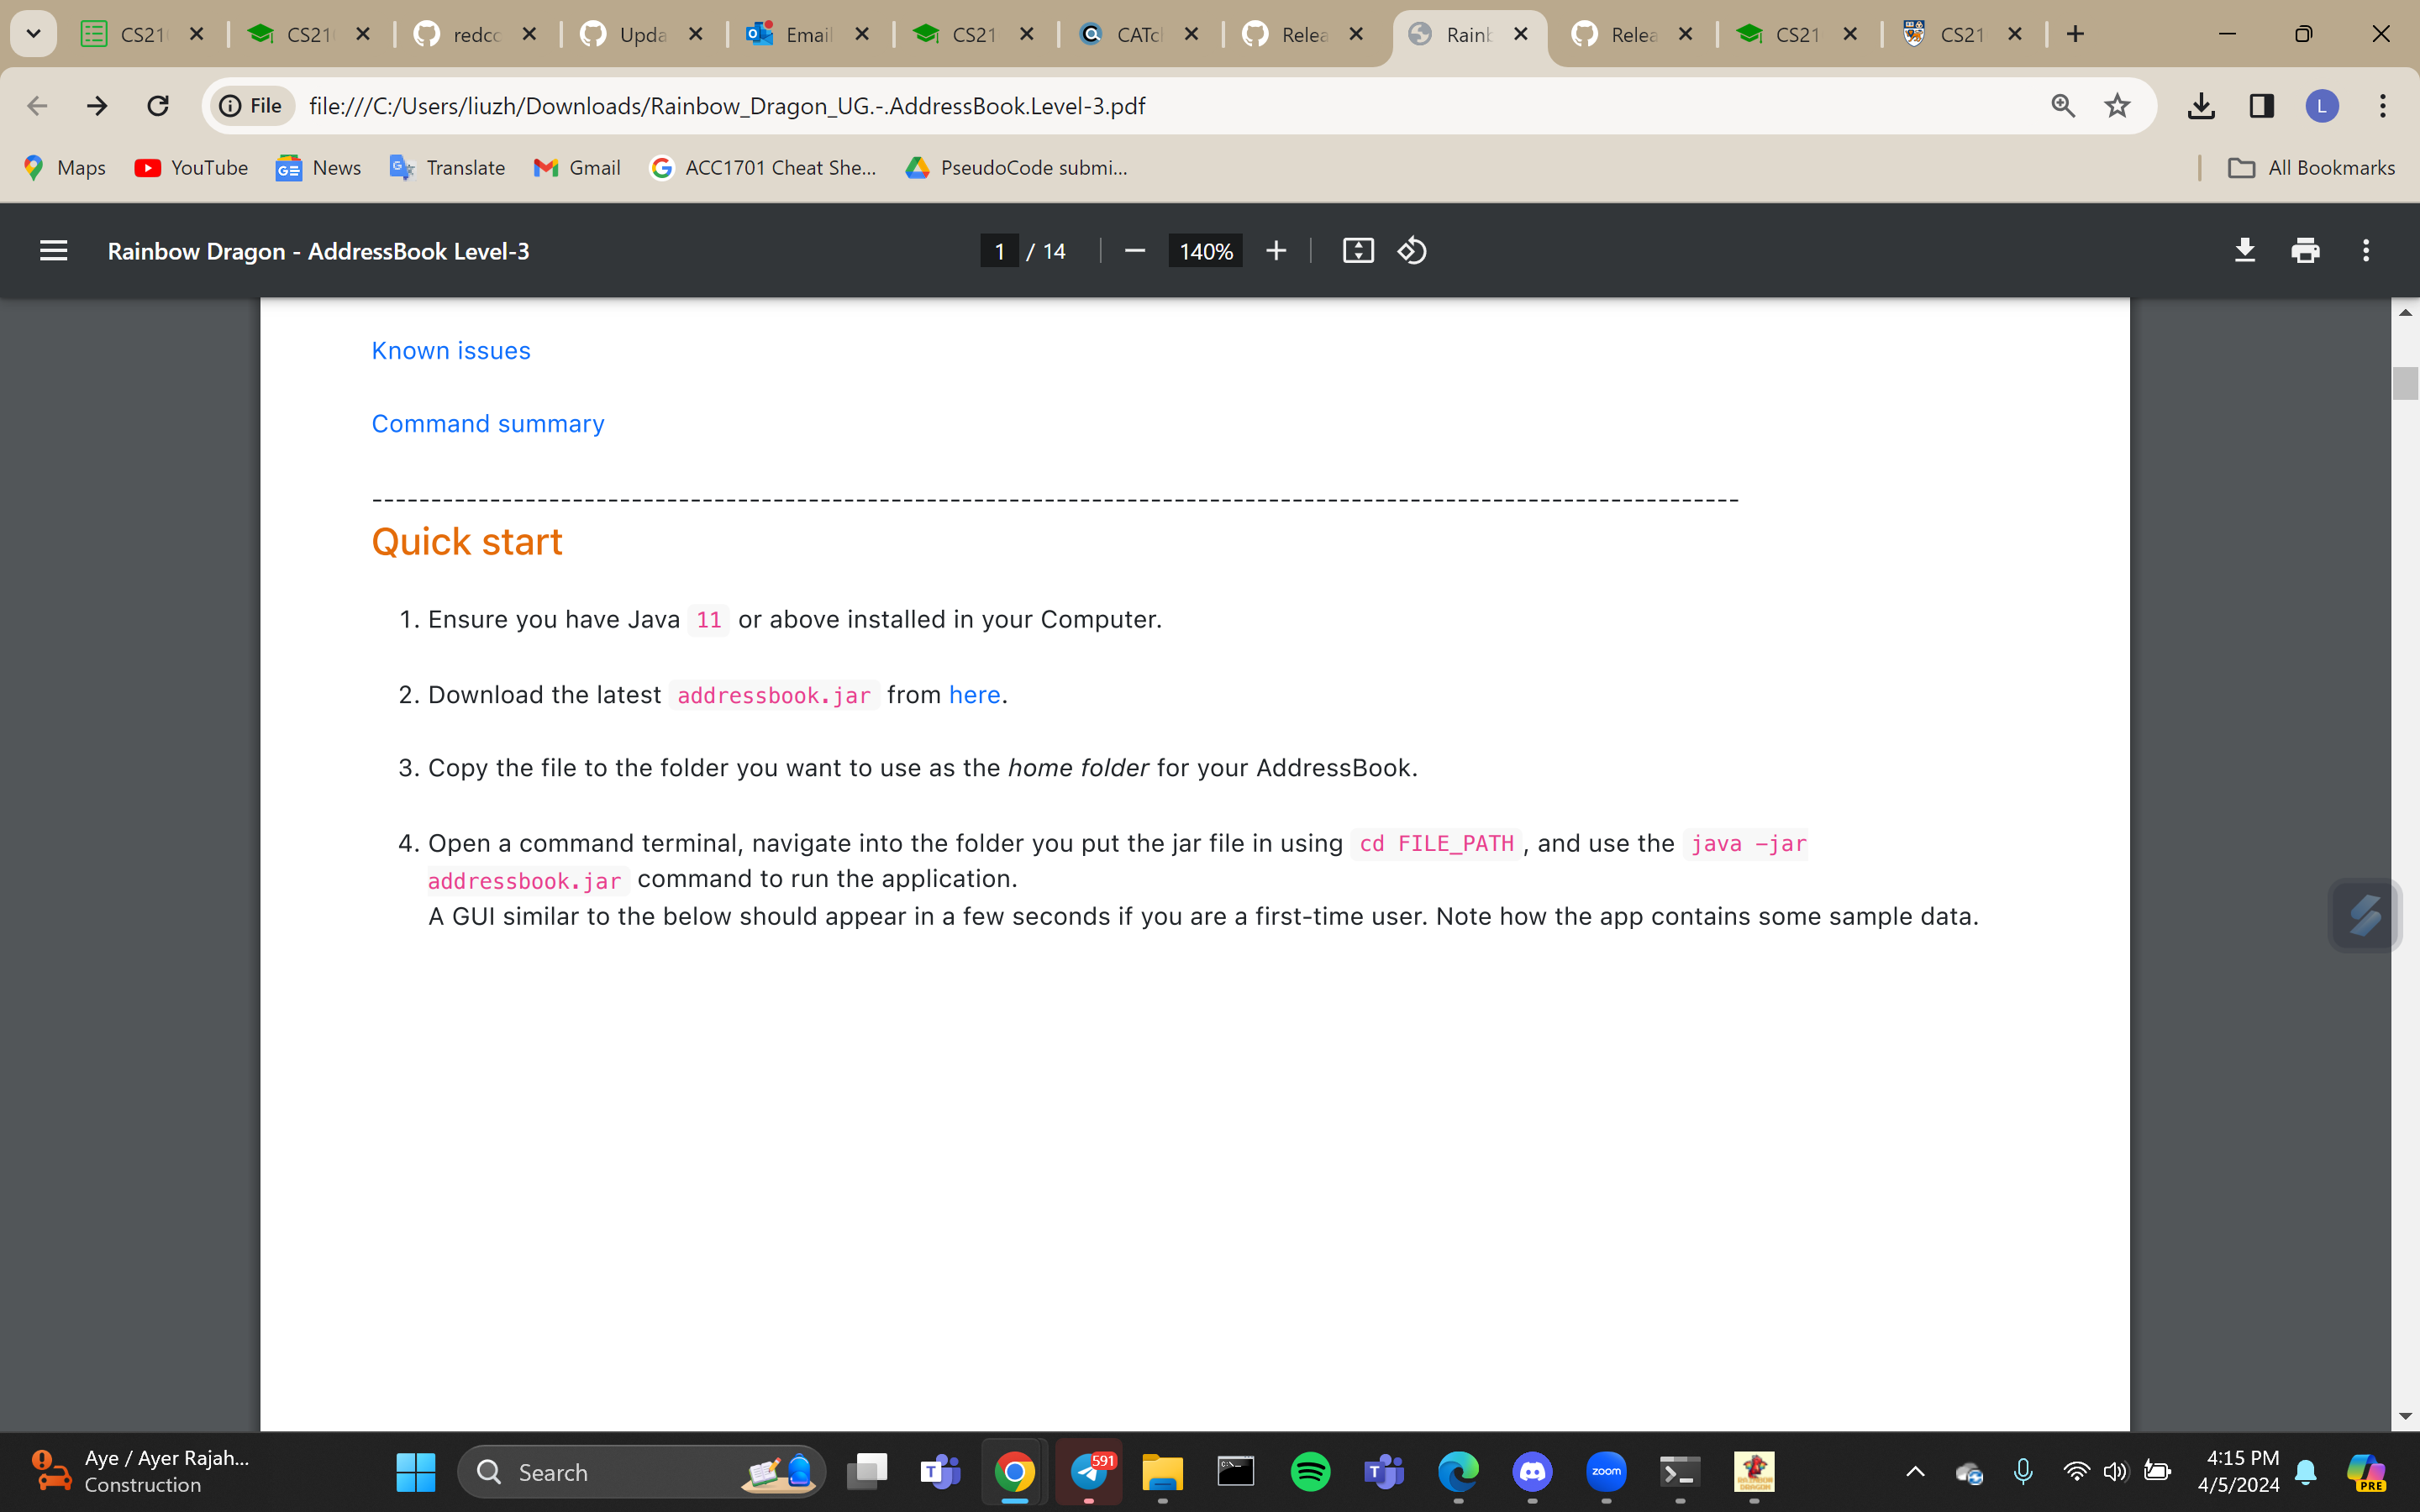 CS21
CS21
redcc
Upda
Email
CS21
CATcl
Relea
Rainb
Relea
CS21
CS21
File
file:///C:/Users/liuzh/Downloads/Rainbow_Dragon_UG.-.AddressBook.Level-3.pdf
L
Maps
YouTube
News
Translate
Gmail
ACC1701 Cheat She...
PseudoCode submi...
All Bookmarks
Rainbow Dragon - AddressBook Level-3
1 / 14
140%
Known issues
Command summary
Quick start
1. Ensure you have Java 11 or above installed in your Computer.
2. Download the latest addressbook.jar from here.
3. Copy the file to the folder you want to use as the home folder for your AddressBook.
4. Open a command terminal, navigate into the folder you put the jar file in using cd FILE_PATH , and use the java -jar
addressbook.jar command to run the application.
A GUI similar to the below should appear in a few seconds if you are a first-time user. Note how the app contains some sample data.
Aye / Ayer Rajah...
Construction
Search
591
zoom
4:15 PM
4/5/2024
PRE